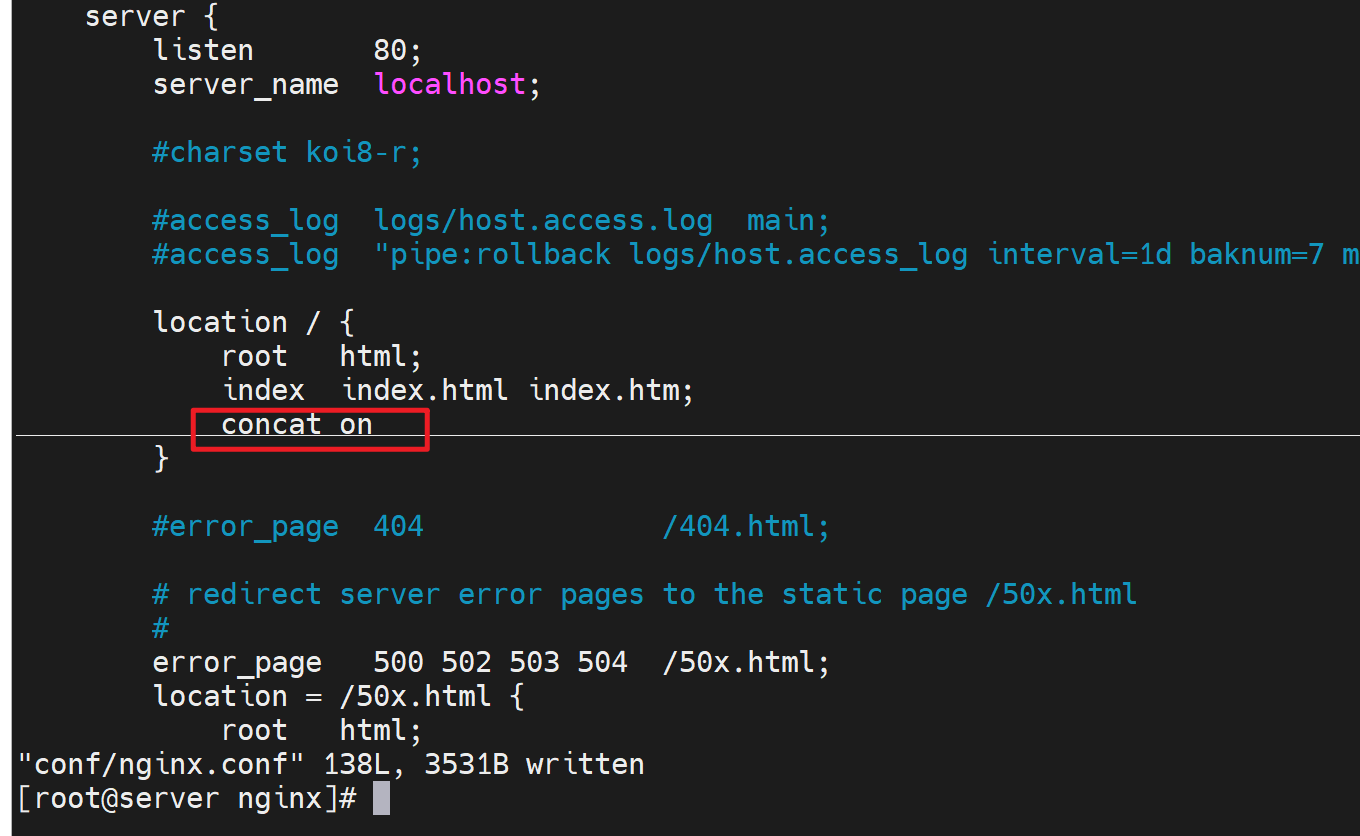 server {
listen 80;
server_name localhost;
#charset koi8-r;
#access_log logs/host.access.log main;
#access_log "pipe:rollback logs/host.access_log interval=1d baknum=7 m
location / {
root html;
index index.html index.htm;
concat on
}
#error_page 404 /404.html;
# redirect server error pages to the static page /50x.html
#
error_page 500 502 503 504 /50x.html;
location = /50x.html {
root html;
"conf/nginx.conf" 138L, 3531B written
[root@server nginx]#